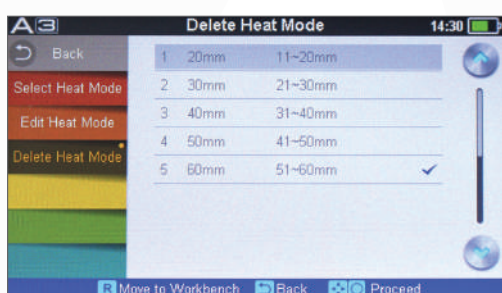 A3 Delete Heat Mode 14:30
Back
Select Heat Mode
Edit Heat Mode
Delete Heat Mode
1 20mm 11~20mm
2 30mm 21~30mm
3 40mm 31~40mm
4 50mm 41~50mm
5 60mm 51~60mm ✓
R Move to Workbench Back Proceed